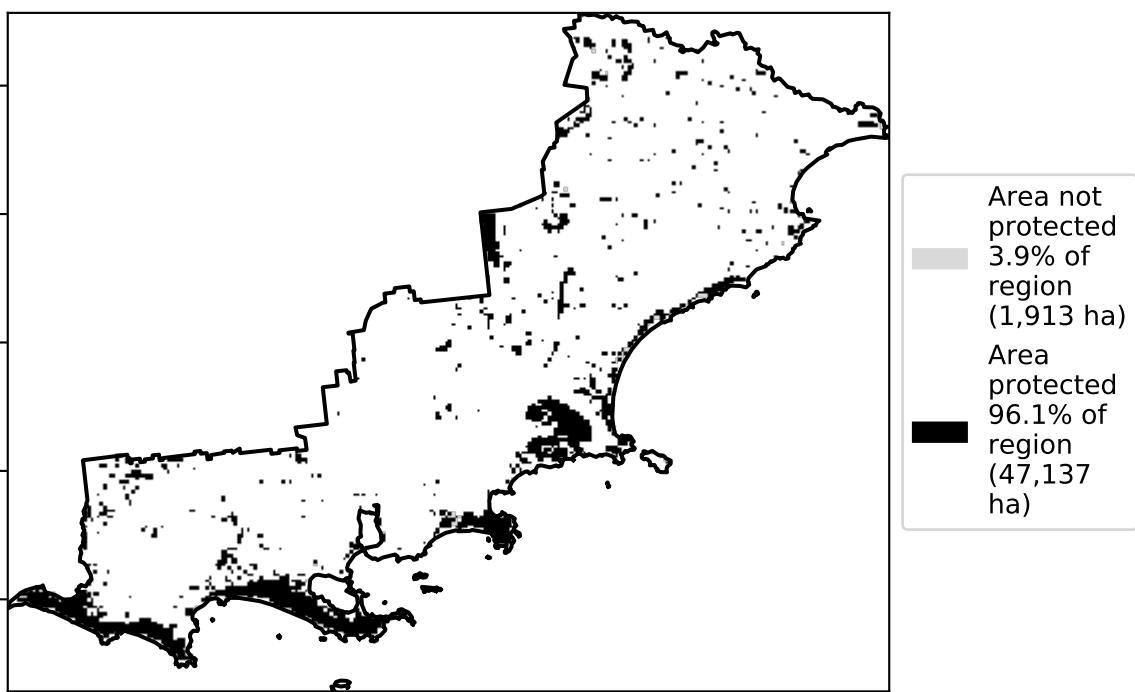 Area not
protected
3.9% of
region
(1,913 ha)
Area
protected
96.1% of
region
(47,137
ha)